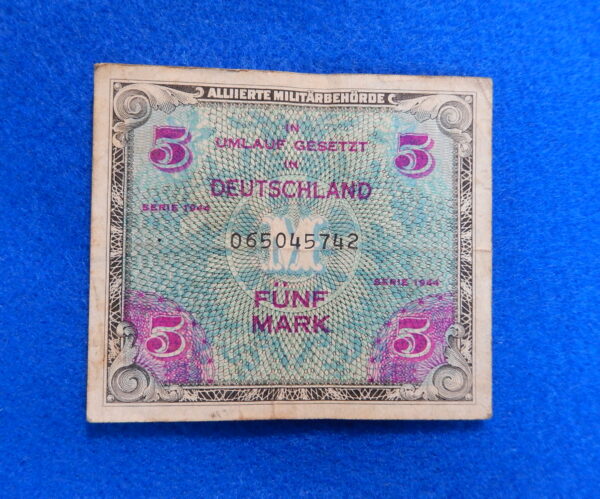 ALLIIERTE MILITÄRBEHÖRDE
5 5
IN
UMLAUF GESETZT
IN
DEUTSCHLAND
SERIE 1944
M
065045742
SERIE 1944
FÜNF
MARK
5 5